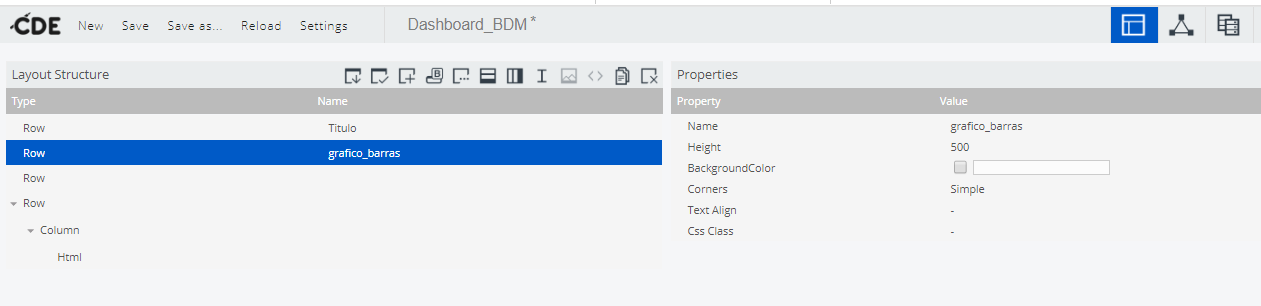 CDE New Save Save as... Reload Settings Dashboard_BDM*
Layout Structure
Properties
Type Name
Property Value
Row Titulo
Row grafico_barras
Row
Row
Column
Html
Name grafico_barras
Height 500
BackgroundColor
Corners Simple
Text Align -
Css Class -